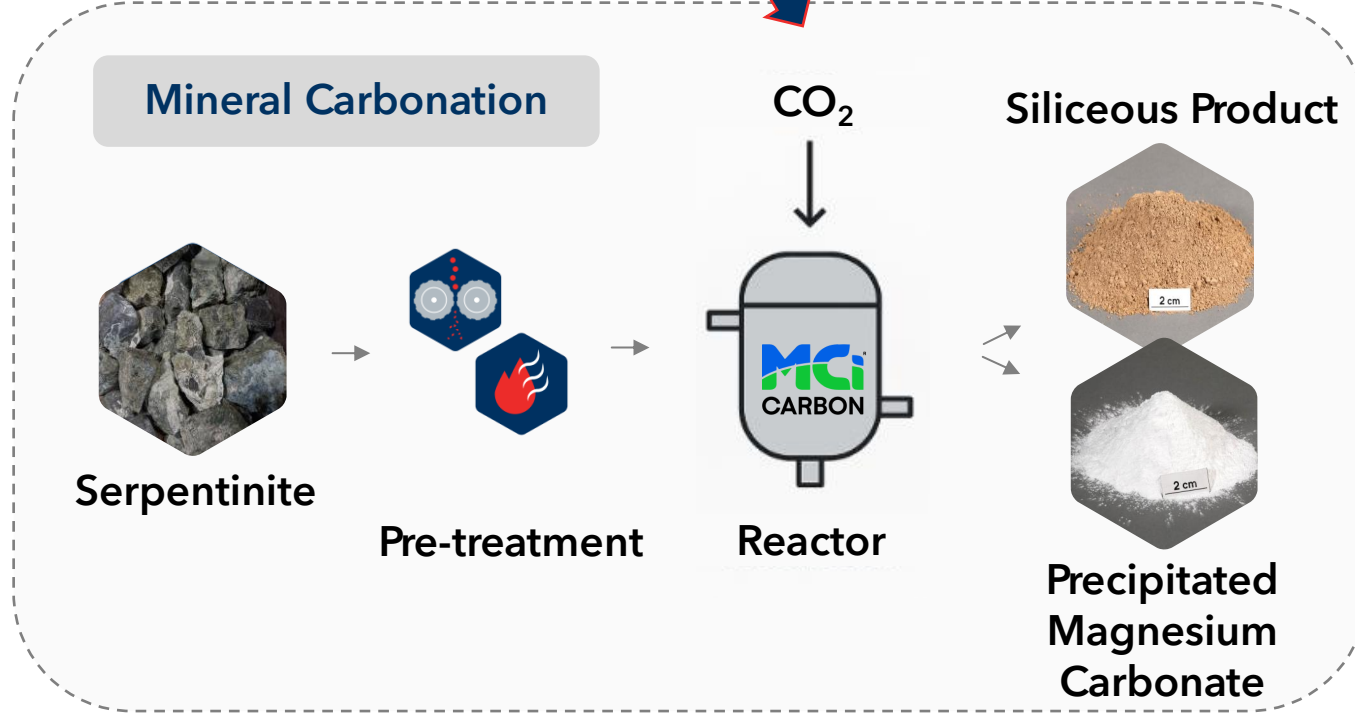 Mineral Carbonation
CO₂
Siliceous Product
2 cm
MCi
CARBON
2 cm
Serpentinite
Pre-treatment
Reactor
Precipitated
Magnesium
Carbonate